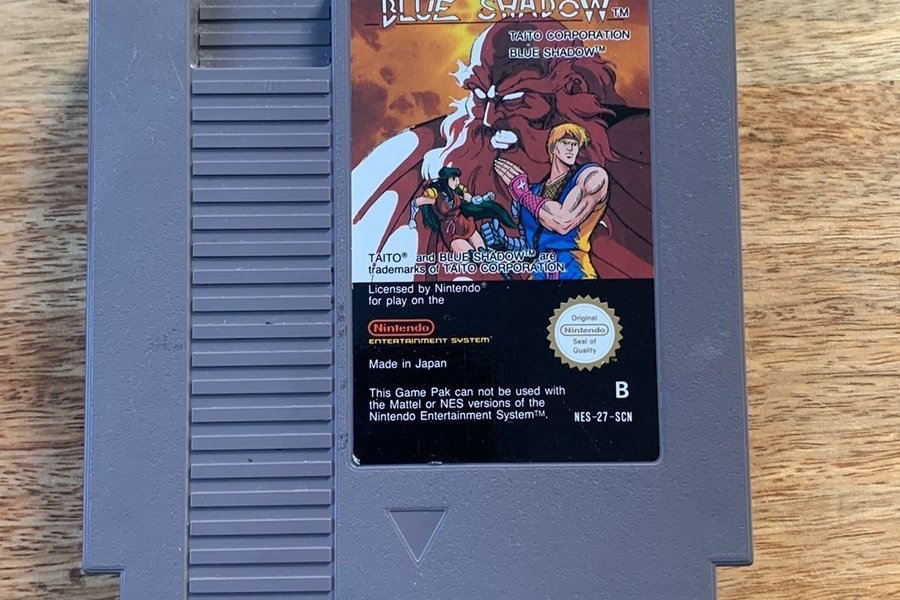 BLUE SHADOW™
TAITO CORPORATION
BLUE SHADOW™
TAITO® and BLUE SHADOW™ are
trademarks of TAITO CORPORATION.
Licensed by Nintendo®
for play on the
Nintendo
ENTERTAINMENT SYSTEM™
Original
Nintendo
Seal of
Quality
™
Made in Japan
This Game Pak can not be used with
the Mattel or NES versions of the
Nintendo Entertainment System™.
B
NES-27-SCN